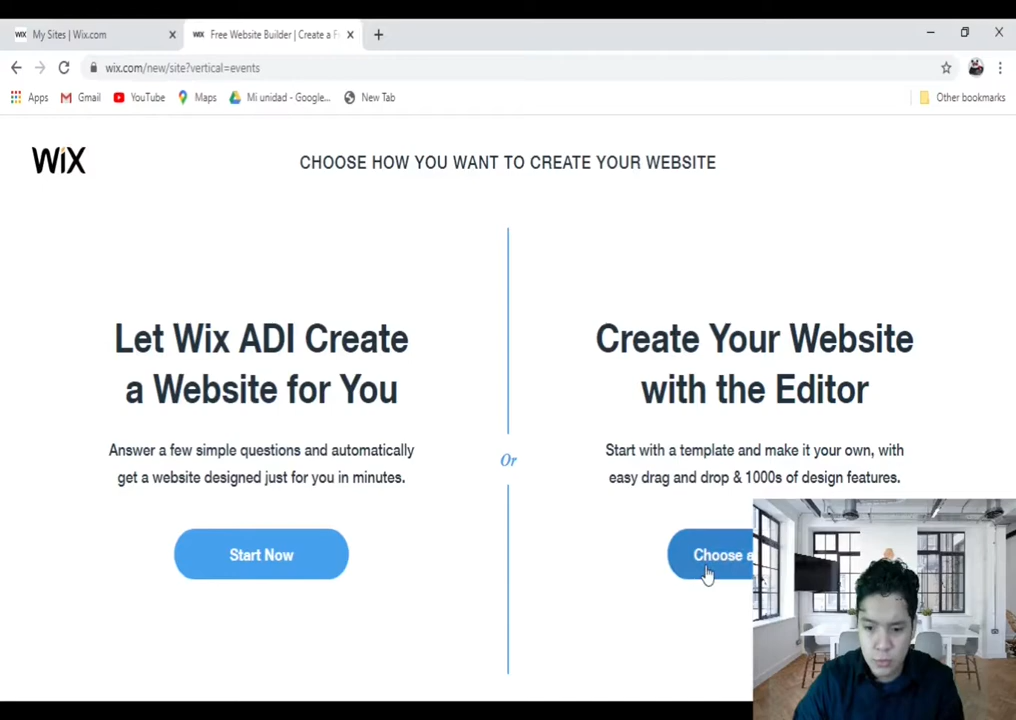 WIX My Sites | Wix.com
WIX Free Website Builder | Create a F
wix.com/new/site?vertical=events
Apps
Gmail
YouTube
Maps
Mi unidad - Google...
New Tab
Other bookmarks
WiX
CHOOSE HOW YOU WANT TO CREATE YOUR WEBSITE
Let Wix ADI Create
a Website for You
Answer a few simple questions and automatically
get a website designed just for you in minutes.
Start Now
Or
Create Your Website
with the Editor
Start with a template and make it your own, with
easy drag and drop & 1000s of design features.
Choose a